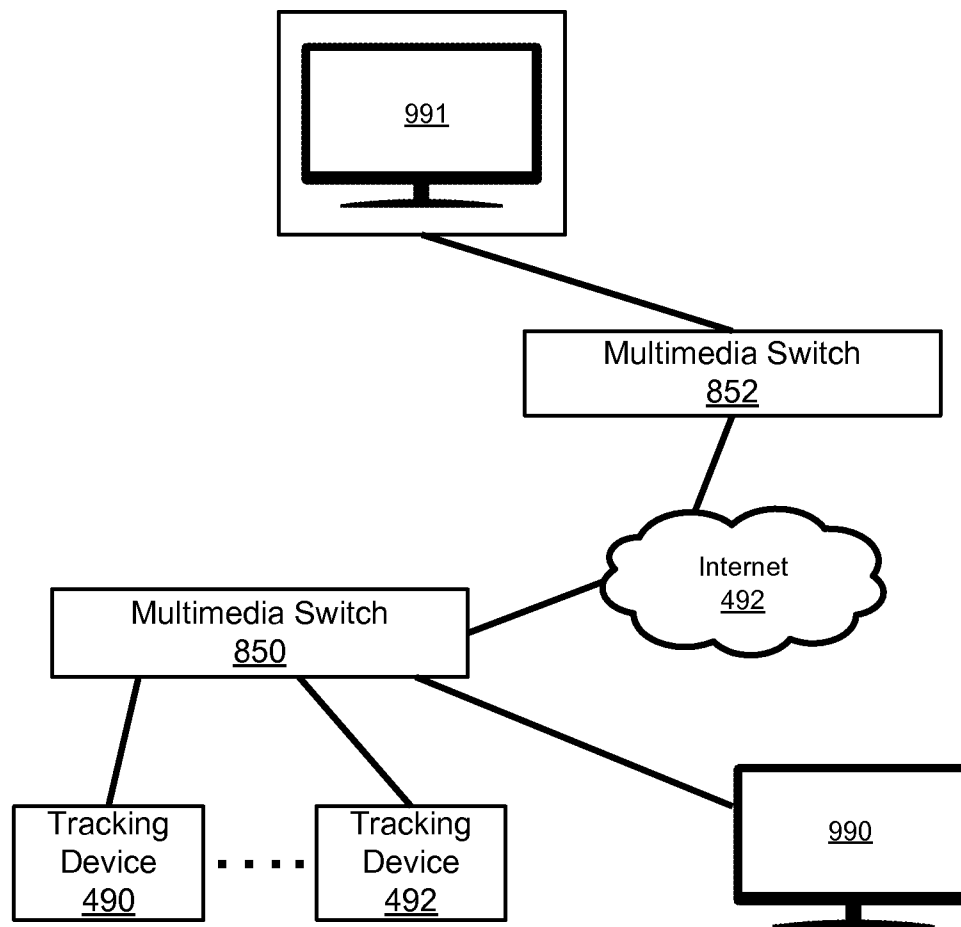 991
Multimedia Switch
852
Internet
492
Multimedia Switch
850
Tracking
Device
490
Tracking
Device
492
990